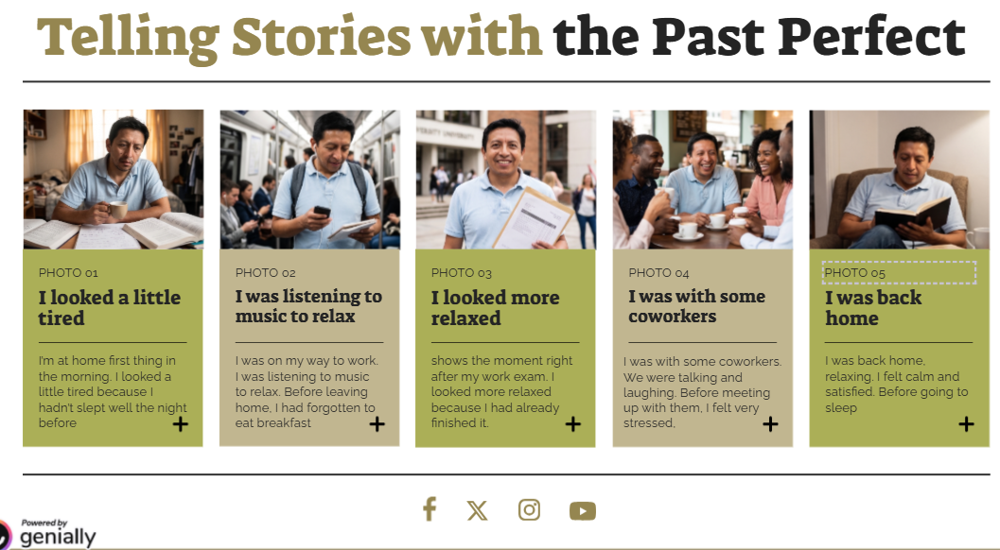 Telling Stories with the Past Perfect
ERSITY UNIVERSITY
PHOTO 01
I looked a little
tired
I'm at home first thing in
the morning. I looked a
little tired because I
hadn't slept well the night
before
PHOTO 02
I was listening to
music to relax
I was on my way to work.
I was listening to music
to relax. Before leaving
home, I had forgotten to
eat breakfast
PHOTO 03
I looked more
relaxed
shows the moment right
after my work exam. I
looked more relaxed
because I had already
finished it.
PHOTO 04
I was with some
coworkers
I was with some coworkers.
We were talking and
laughing. Before meeting
up with them, I felt very
stressed,
PHOTO 05
I was back
home
I was back home,
relaxing. I felt calm and
satisfied. Before going to
sleep
Powered by
genially